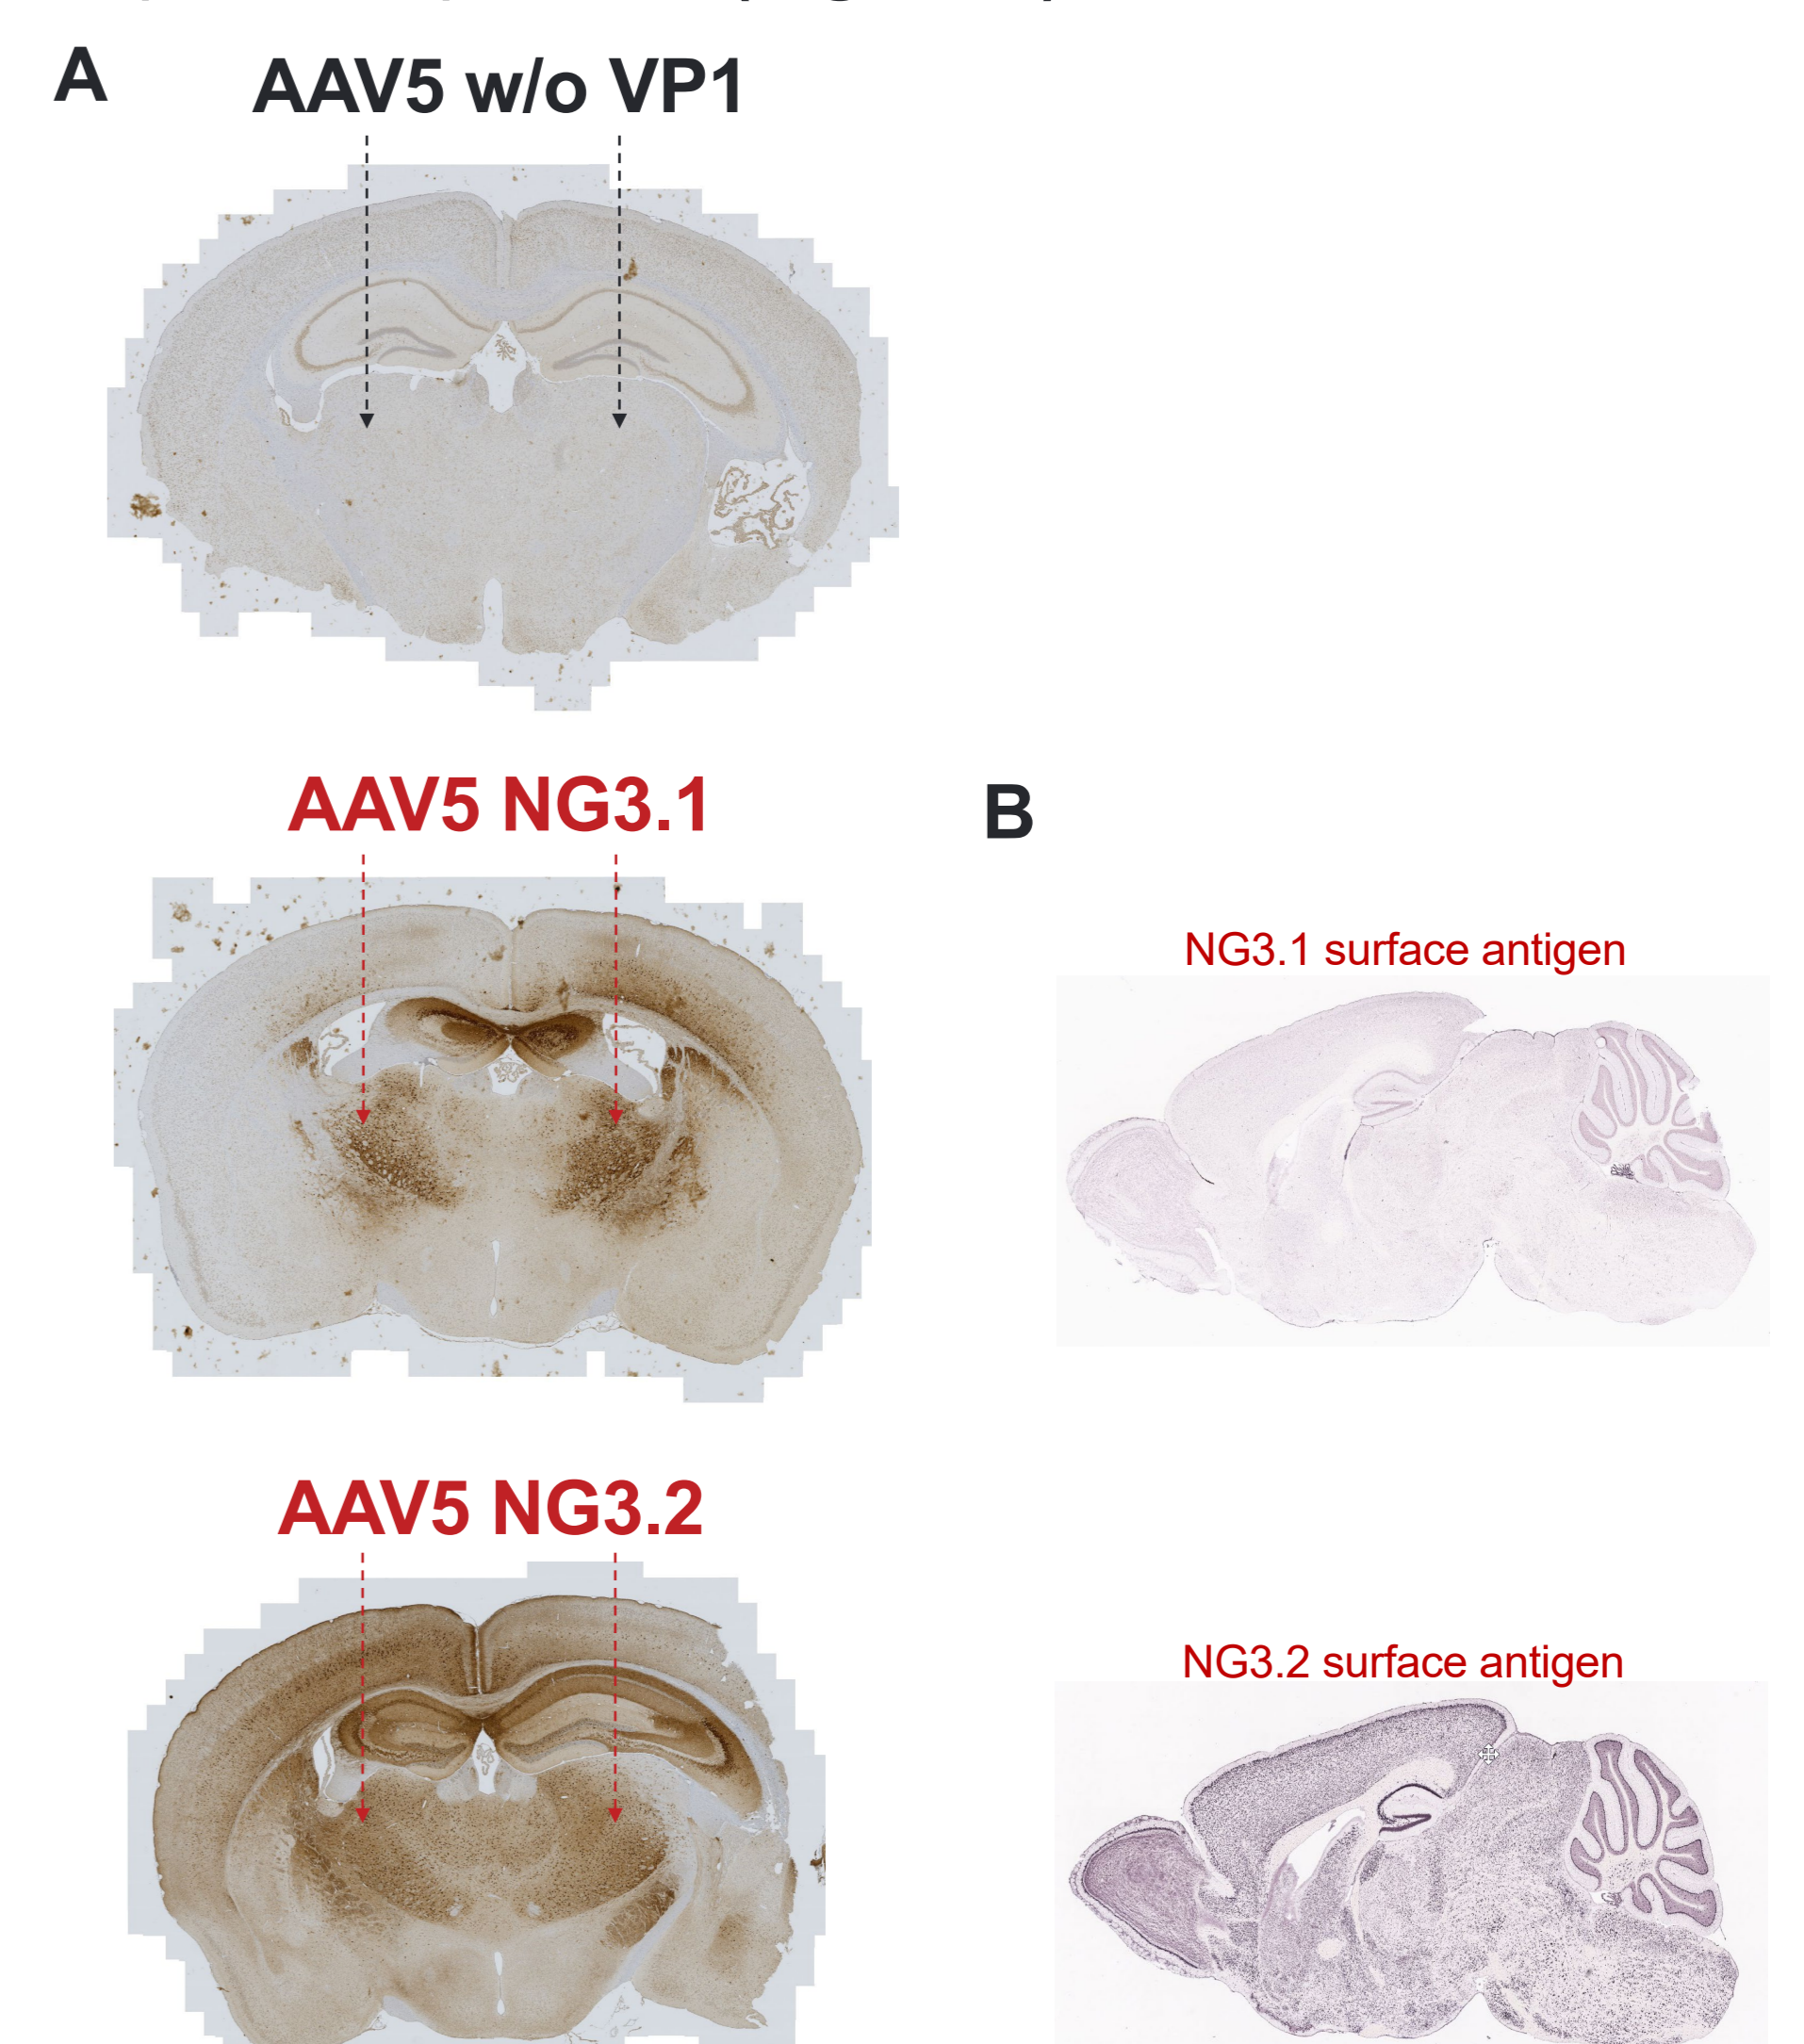 A
AAV5 w/o VP1
AAV5 NG3.1
B
NG3.1 surface antigen
AAV5 NG3.2
NG3.2 surface antigen